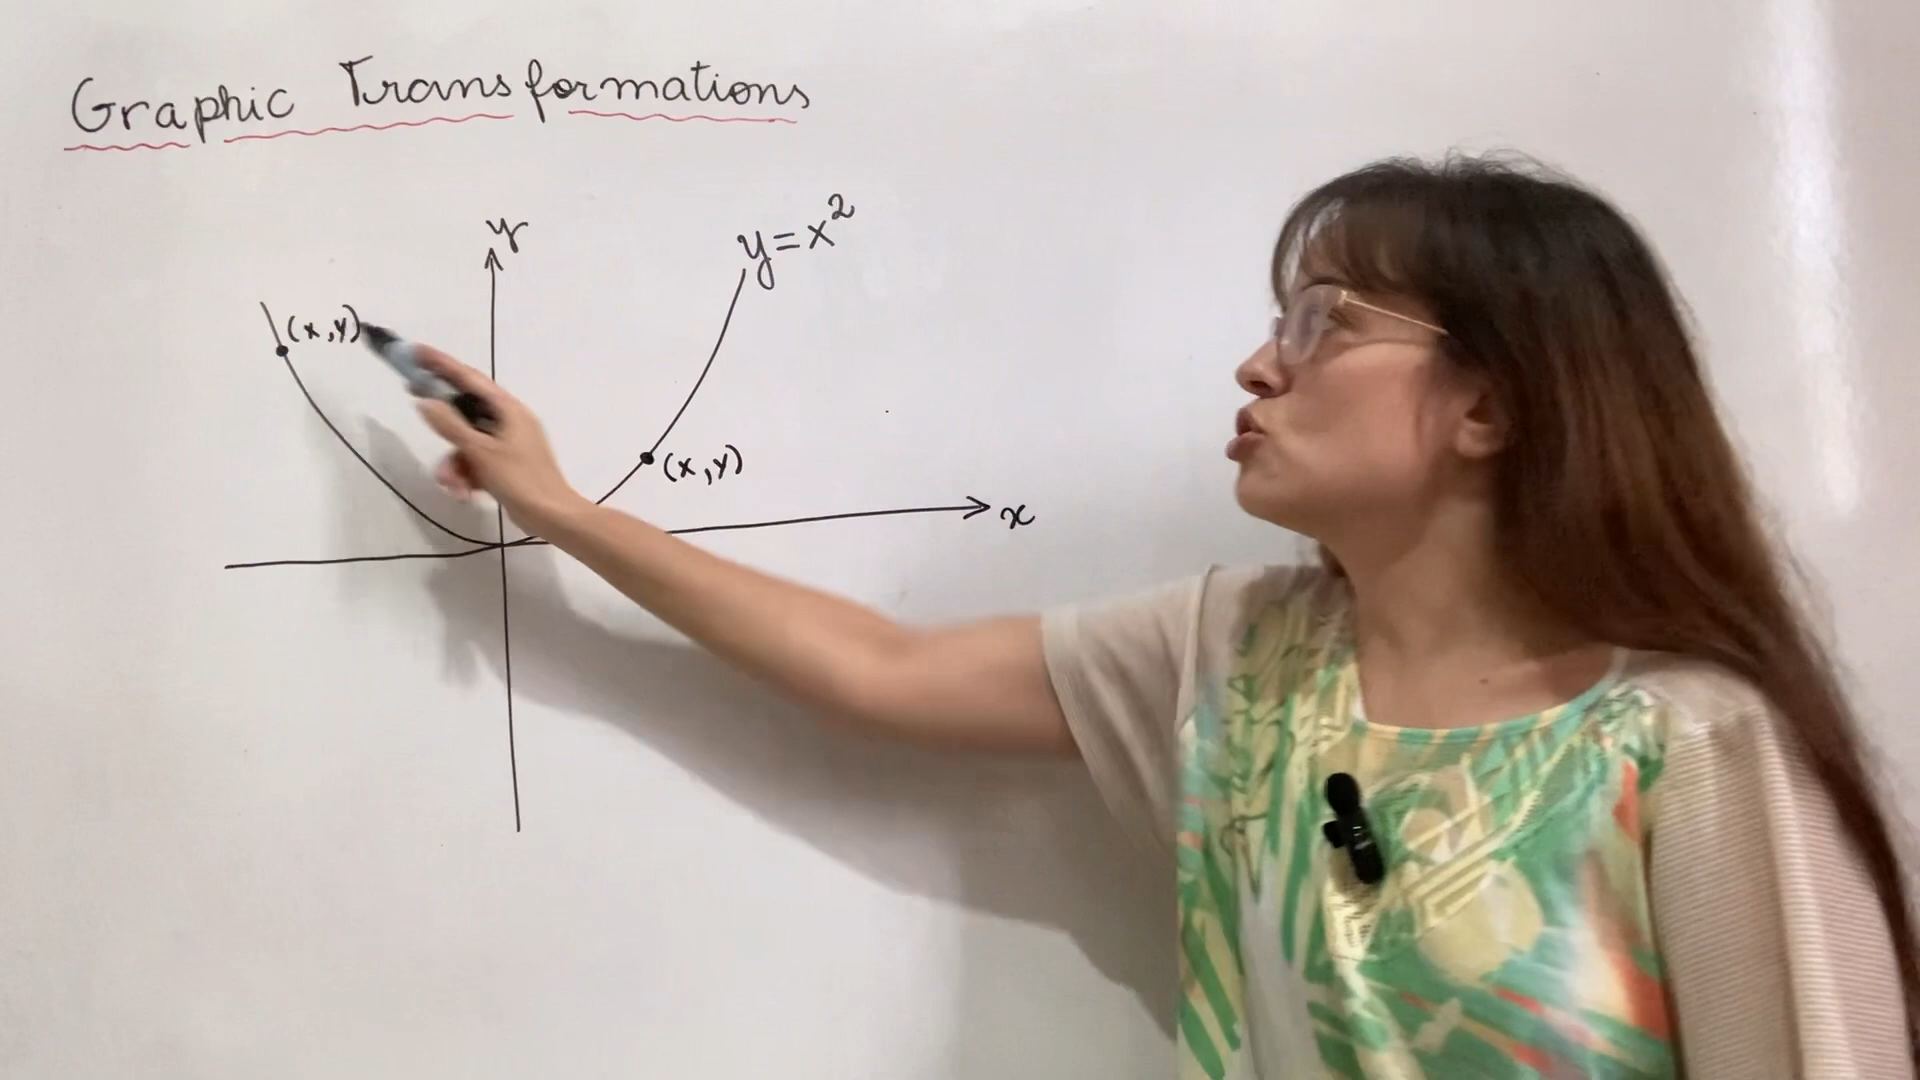 Graphic Transformations
y
y=x²
(x,y)
(x,y)
x